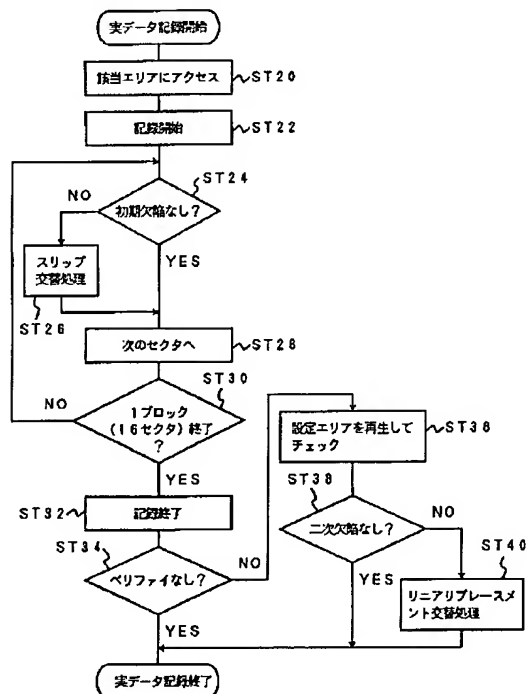 実データ記録開始
該当エリアにアクセス
ST20
記録開始
ST22
ST24
NO
初期欠陥なし？
スリップ
交替処理
YES
ST26
次のセクタへ
ST28
ST30
NO
1ブロック
(16セクタ)終了
？
YES
設定エリアを再生して
チェック
ST38
ST38
二次欠陥なし？
NO
ST32
記録終了
ST34
NO
ベリファイなし？
YES
ST40
リニアリプレースメ
ント交替処理
YES
実データ記録終了